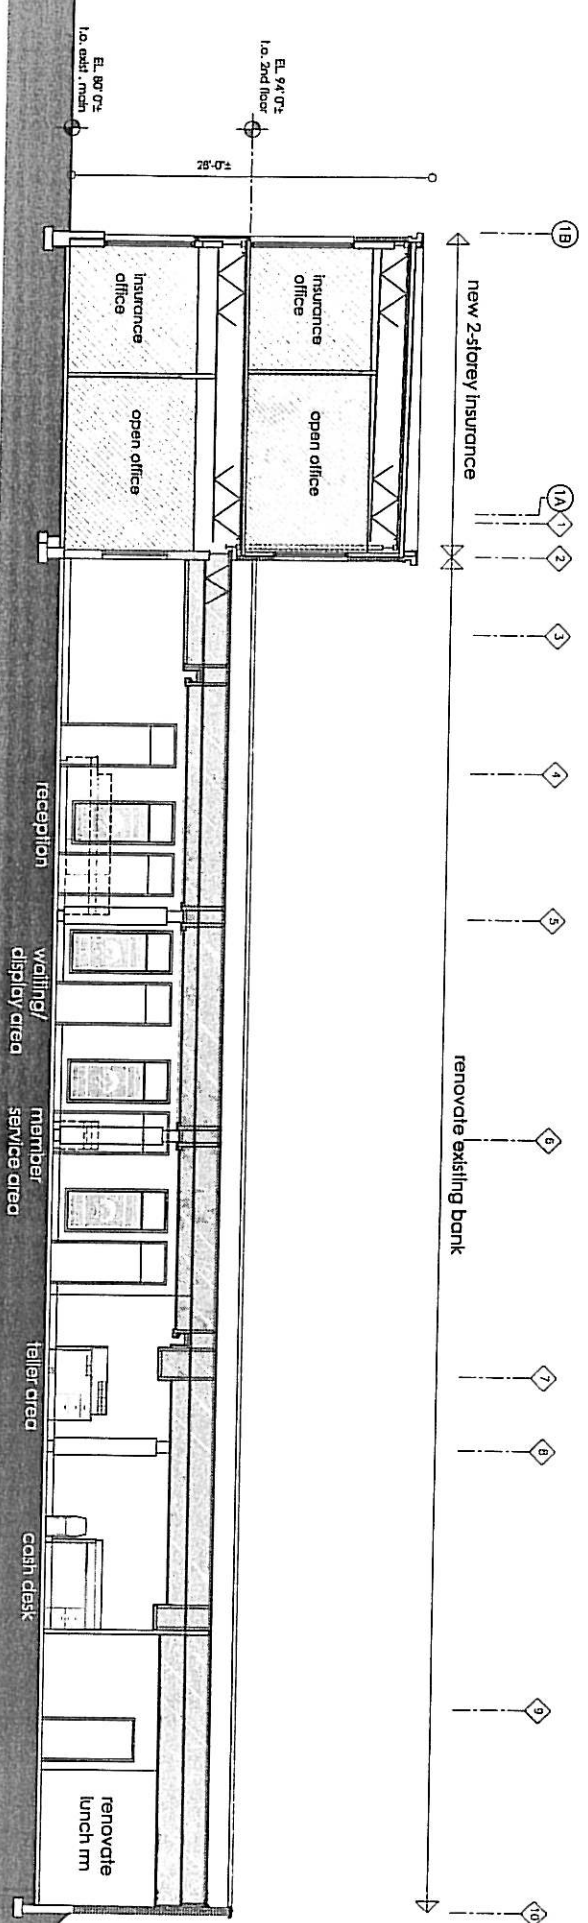 1B
1A
1
2
3
4
5
6
7
8
9
10
new 2-storey insurance
renovate existing bank
28'-0"±
EL 94' 0"±
t.o. 2nd floor
EL 80' 0"±
t.o. exist. main
insurance
office
open office
insurance
office
open office
reception
waiting/
display area
member
service area
teller area
cash desk
renovate
lunch rm